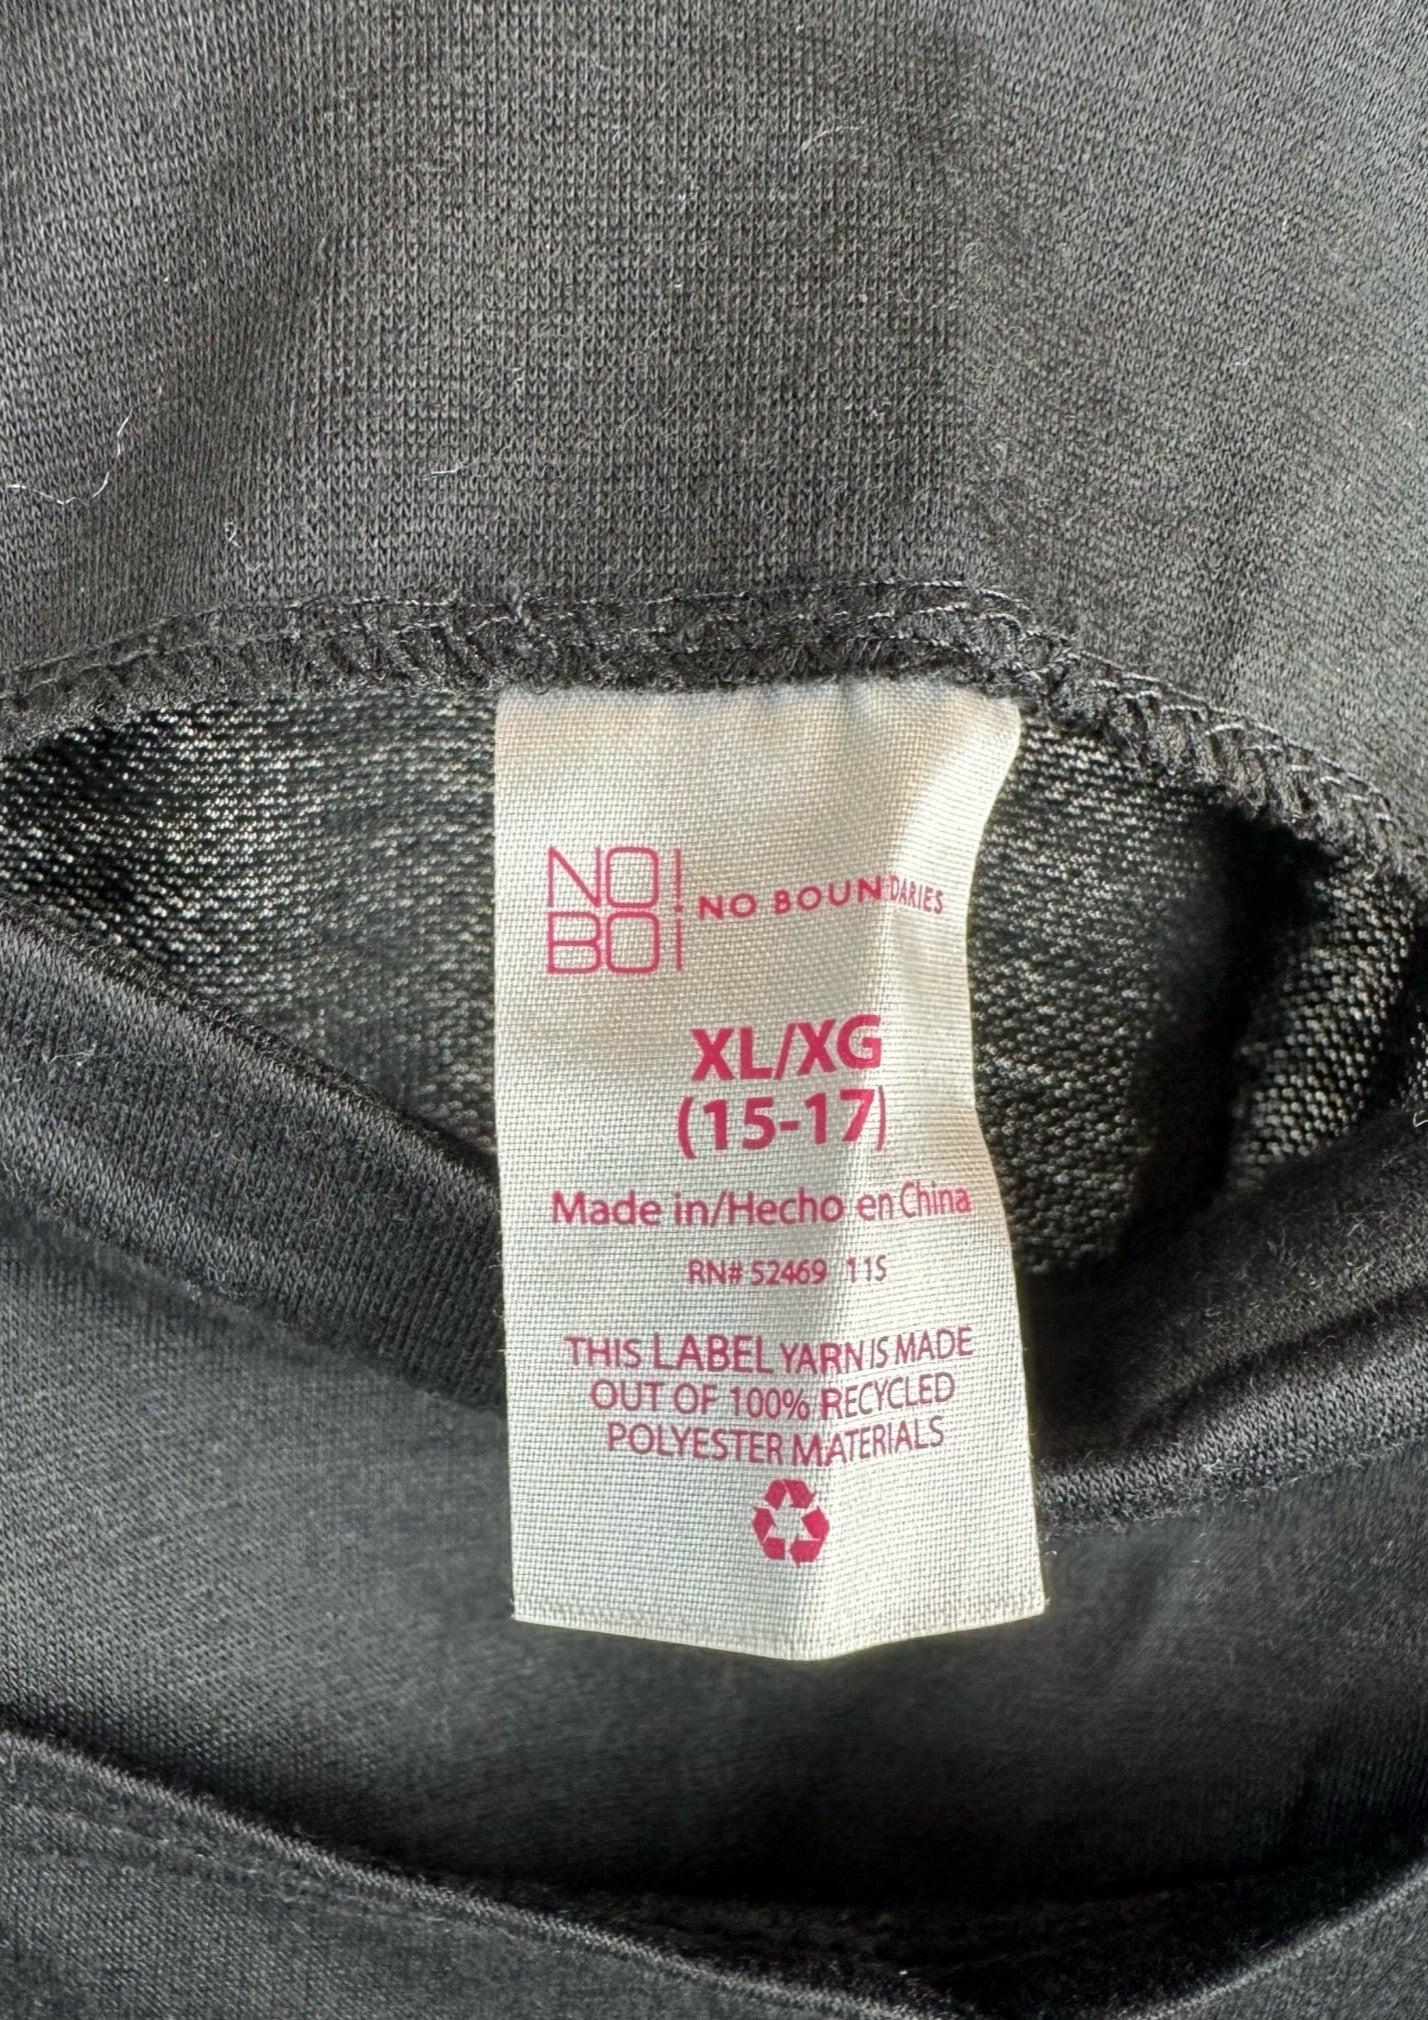 NO!
BO!
NO BOUNDARIES
XL/XG
(15-17)
Made in/Hecho en China
RN# 52469 11S
THIS LABEL YARN IS MADE
OUT OF 100% RECYCLED
POLYESTER MATERIALS